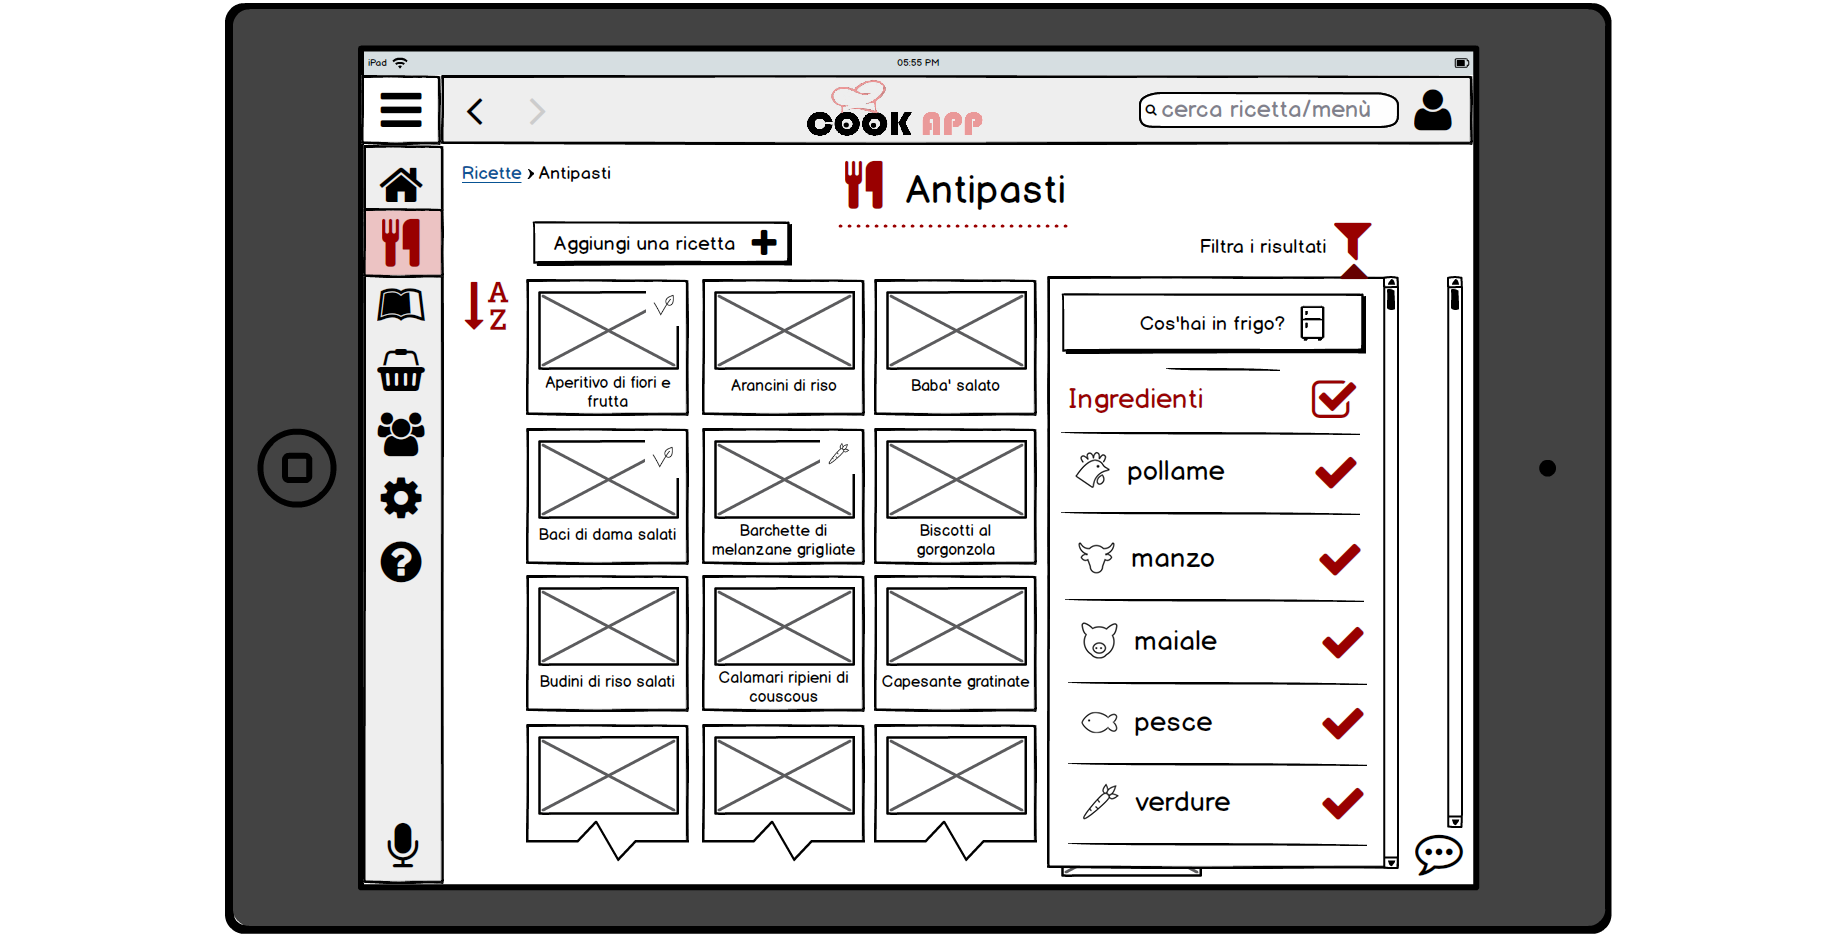 iPad
05:55 PM
COOK APP
cerca ricetta/menù
Ricette › Antipasti
Antipasti
Aggiungi una ricetta
Filtra i risultati
A
Z
Aperitivo di fiori e
frutta
Arancini di riso
Baba' salato
Baci di dama salati
Barchette di
melanzane grigliate
Biscotti al
gorgonzola
Budini di riso salati
Calamari ripieni di
couscous
Capesante gratinate
Cos'hai in frigo?
Ingredienti
pollame
manzo
maiale
pesce
verdure